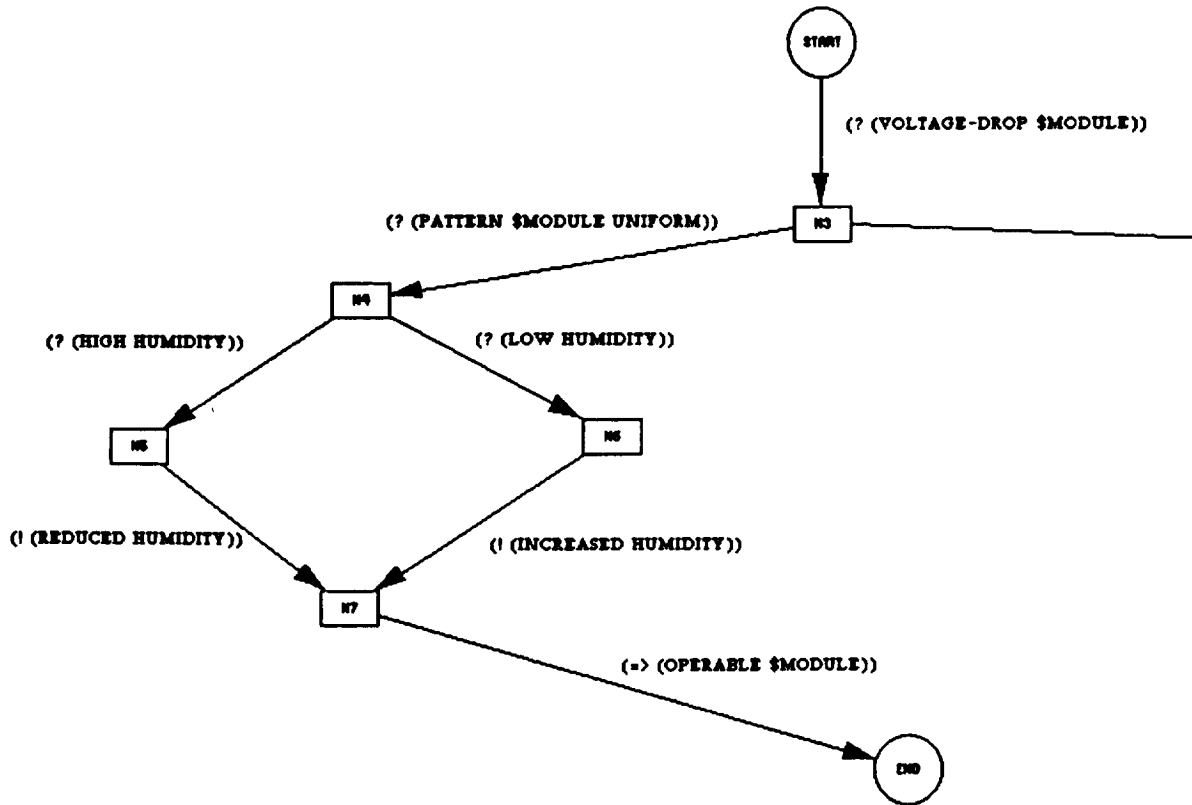 START
(? (VOLTAGE-DROP $MODULE))
(? (PATTERN $MODULE UNIFORM))
N3
N4
(? (HIGH HUMIDITY))
(? (LOW HUMIDITY))
N5
N6
(! (REDUCED HUMIDITY))
(! (INCREASED HUMIDITY))
N7
(=> (OPERABLE $MODULE))
END